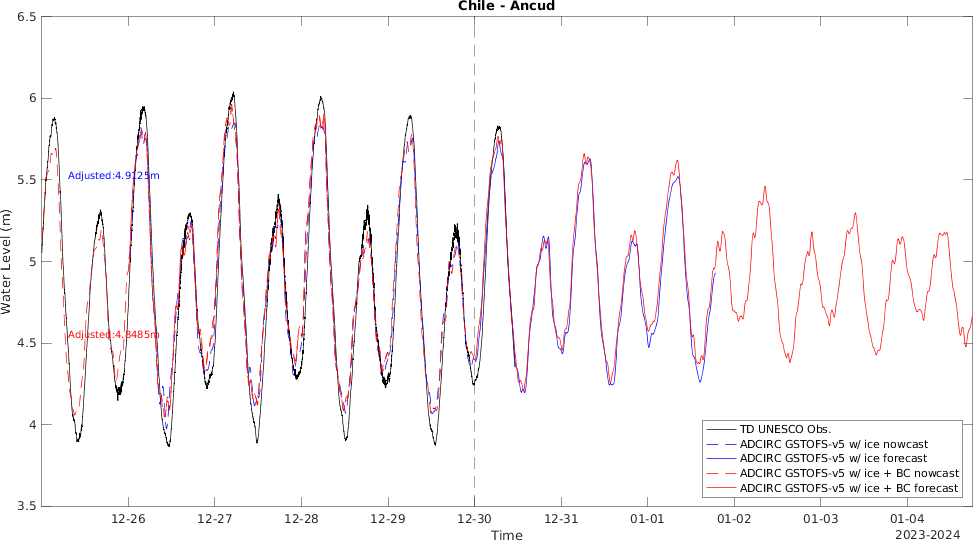 Chile - Ancud
6.5
6
5.5
5
4.5
4
3.5
Water Level (m)
Adjusted:4.9125m
Adjusted:4.8485m
TD UNESCO Obs.
ADCIRC GSTOFS-v5 w/ ice nowcast
ADCIRC GSTOFS-v5 w/ ice forecast
ADCIRC GSTOFS-v5 w/ ice + BC nowcast
ADCIRC GSTOFS-v5 w/ ice + BC forecast
12-26 12-27 12-28 12-29 12-30 12-31 01-01 01-02 01-03 01-04
Time
2023-2024